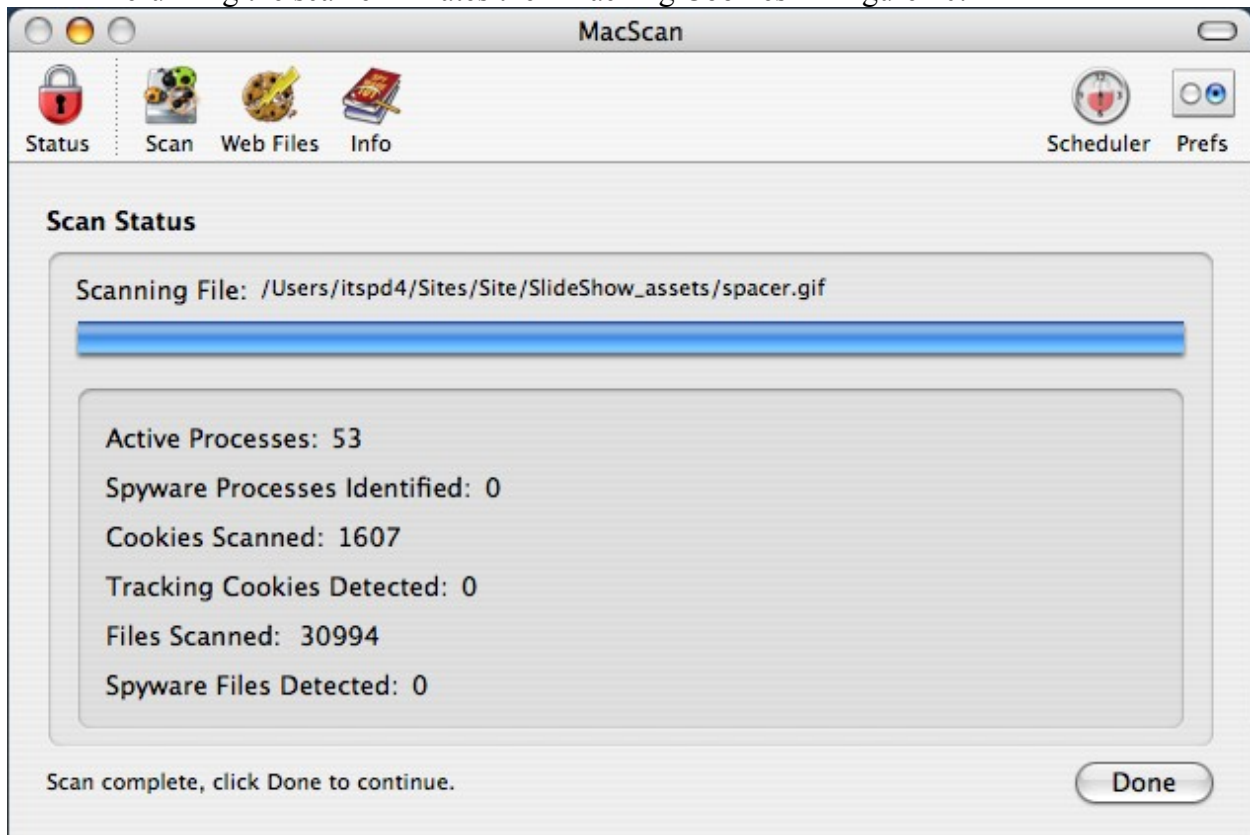 MacScan
Status Scan Web Files Info Scheduler Prefs
Scan Status
Scanning File: /Users/itspd4/Sites/Site/SlideShow_assets/spacer.gif
Active Processes: 53
Spyware Processes Identified: 0
Cookies Scanned: 1607
Tracking Cookies Detected: 0
Files Scanned: 30994
Spyware Files Detected: 0
Scan complete, click Done to continue.
Done